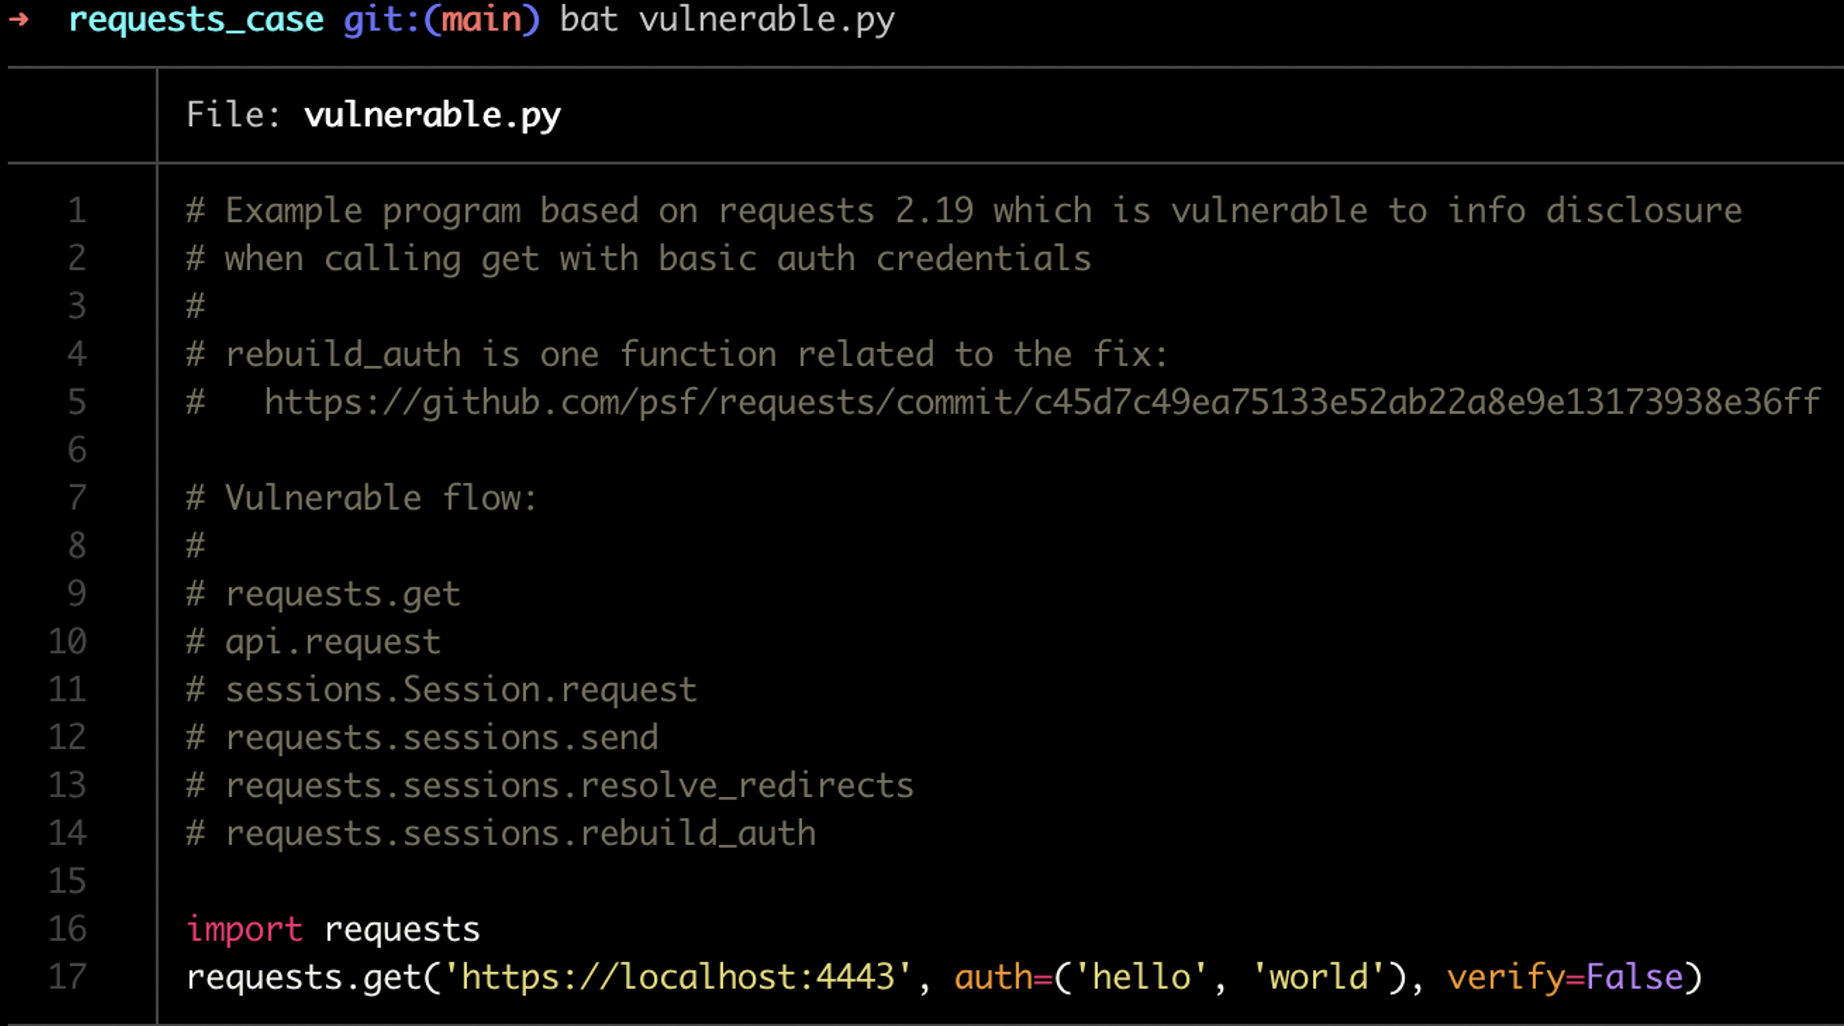 → requests_case git:(main) bat vulnerable.py
File: vulnerable.py
1 # Example program based on requests 2.19 which is vulnerable to info disclosure
2 # when calling get with basic auth credentials
3 #
4 # rebuild_auth is one function related to the fix:
5 #   https://github.com/psf/requests/commit/c45d7c49ea75133e52ab22a8e9e13173938e36ff
6
7 # Vulnerable flow:
8 #
9 # requests.get
10 # api.request
11 # sessions.Session.request
12 # requests.sessions.send
13 # requests.sessions.resolve_redirects
14 # requests.sessions.rebuild_auth
15
16 import requests
17 requests.get('https://localhost:4443', auth=('hello', 'world'), verify=False)